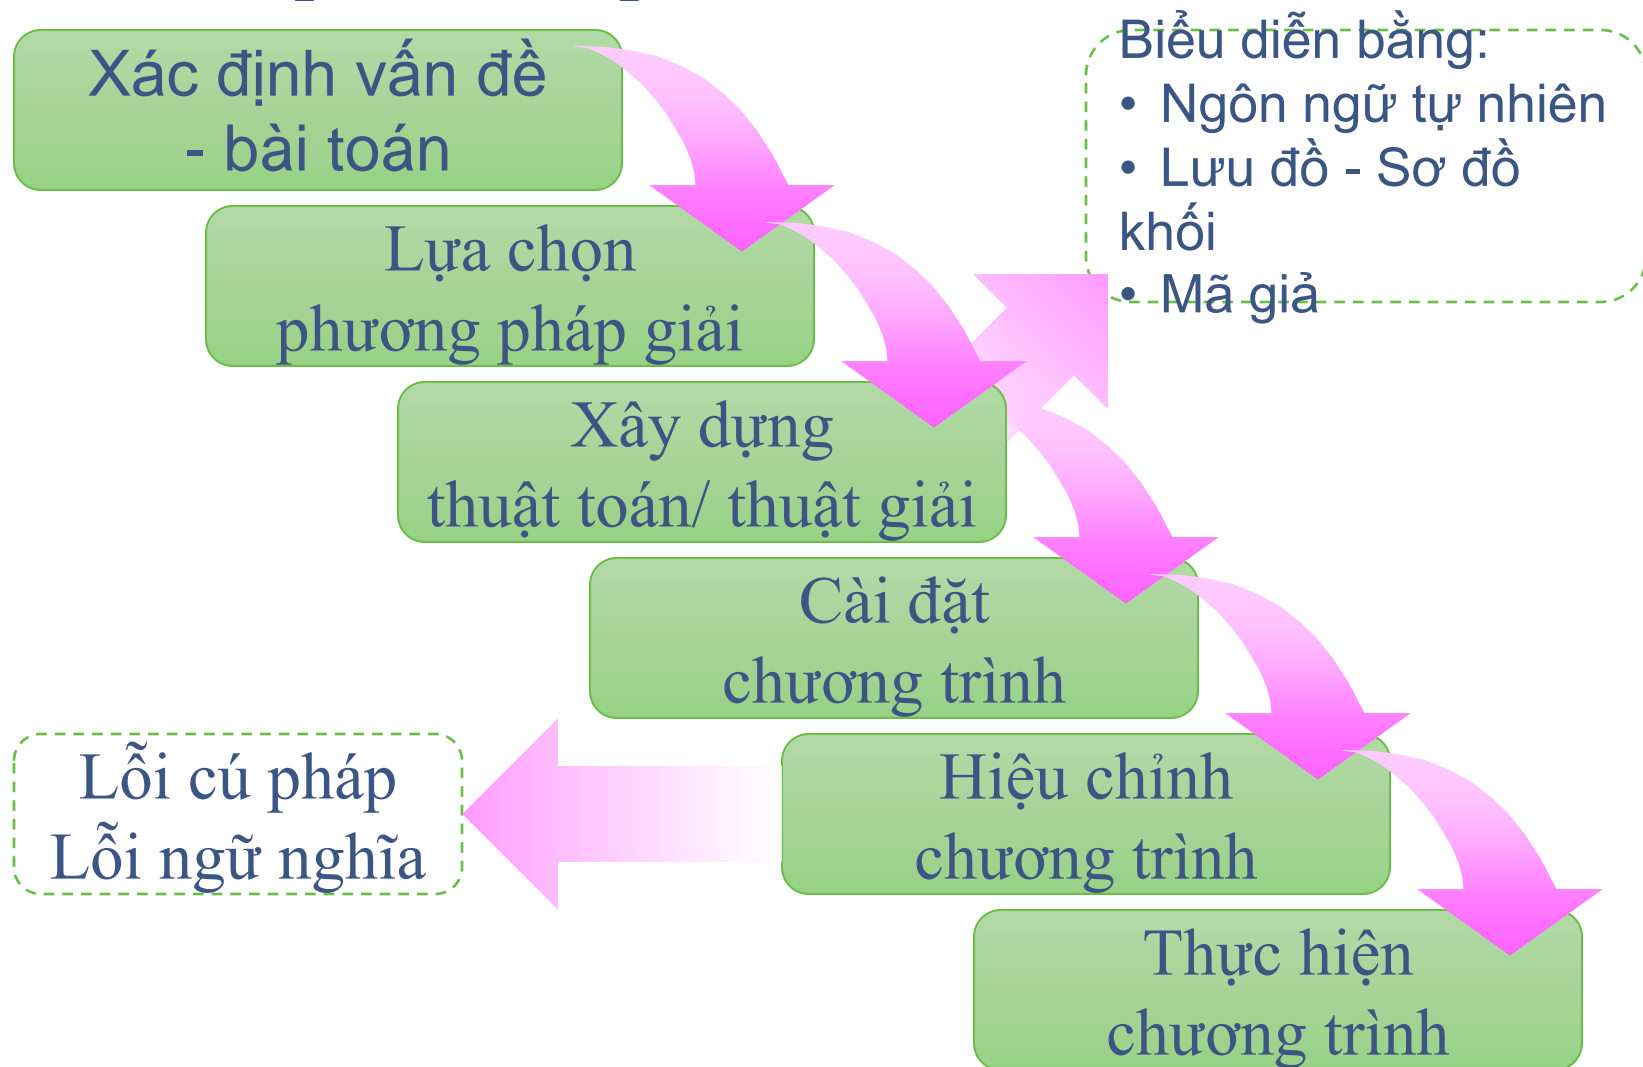 Xác định vấn đề
- bài toán
Biểu diễn bằng:
• Ngôn ngữ tự nhiên
• Lưu đồ - Sơ đồ
khối
• Mã giả
Lựa chọn
phương pháp giải
Xây dựng
thuật toán/ thuật giải
Cài đặt
chương trình
Hiệu chỉnh
chương trình
Lỗi cú pháp
Lỗi ngữ nghĩa
Thực hiện
chương trình